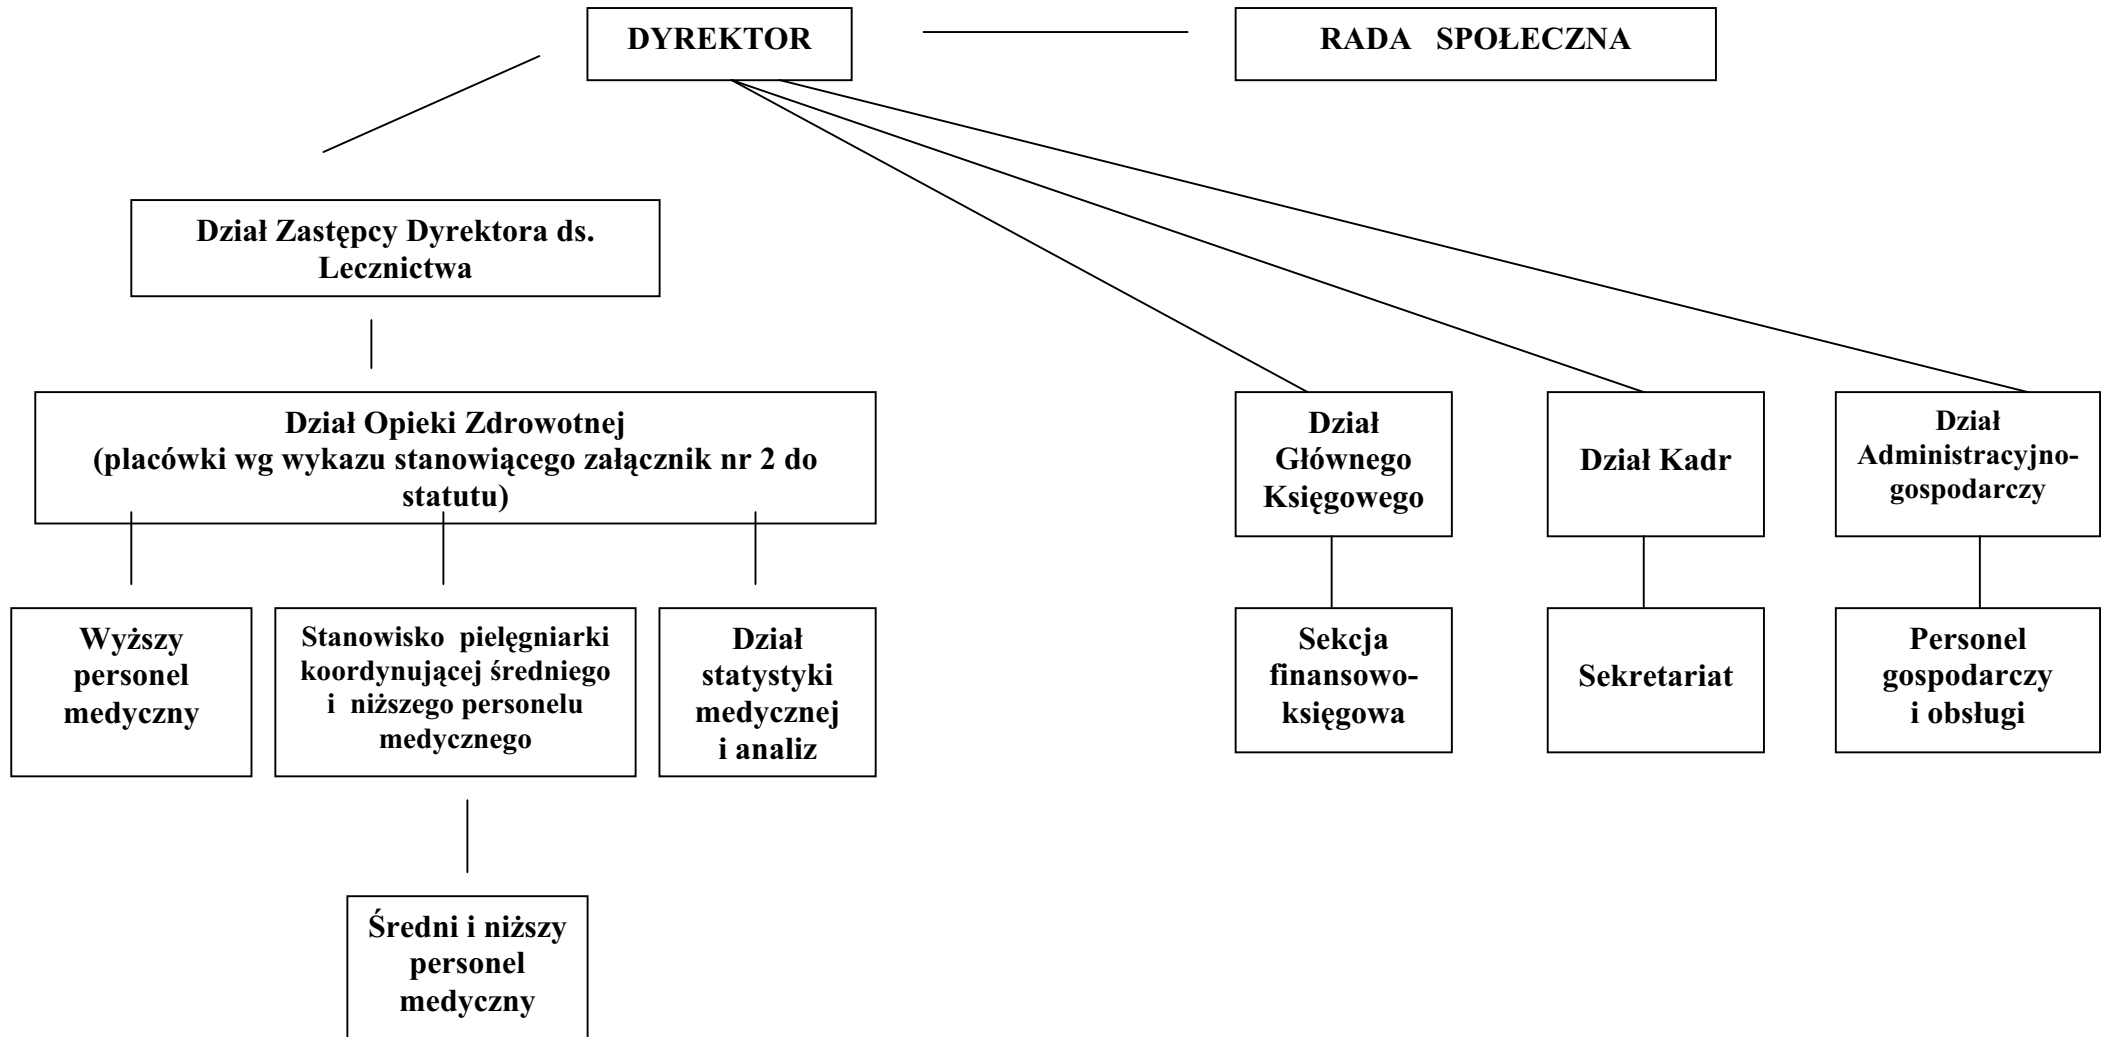 DYREKTOR
RADA SPOŁECZNA
Dział Zastępcy Dyrektora ds.
Lecznictwa
Dział Opieki Zdrowotnej
(placówki wg wykazu stanowiącego załącznik nr 2 do
statutu)
Dział
Głównego
Księgowego
Dział Kadr
Dział
Administracyjno-
gospodarczy
Wyższy
personel
medyczny
Stanowisko pielęgniarki
koordynującej średniego
i niższego personelu
medycznego
Dział
statystyki
medycznej
i analiz
Sekcja
finansowo-
księgowa
Sekretariat
Personel
gospodarczy
i obsługi
Średni i niższy
personel
medyczny